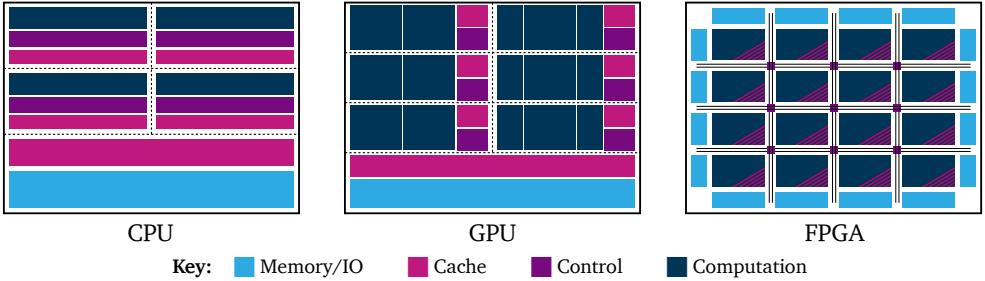 CPU
GPU
FPGA
Key: Memory/IO Cache Control Computation